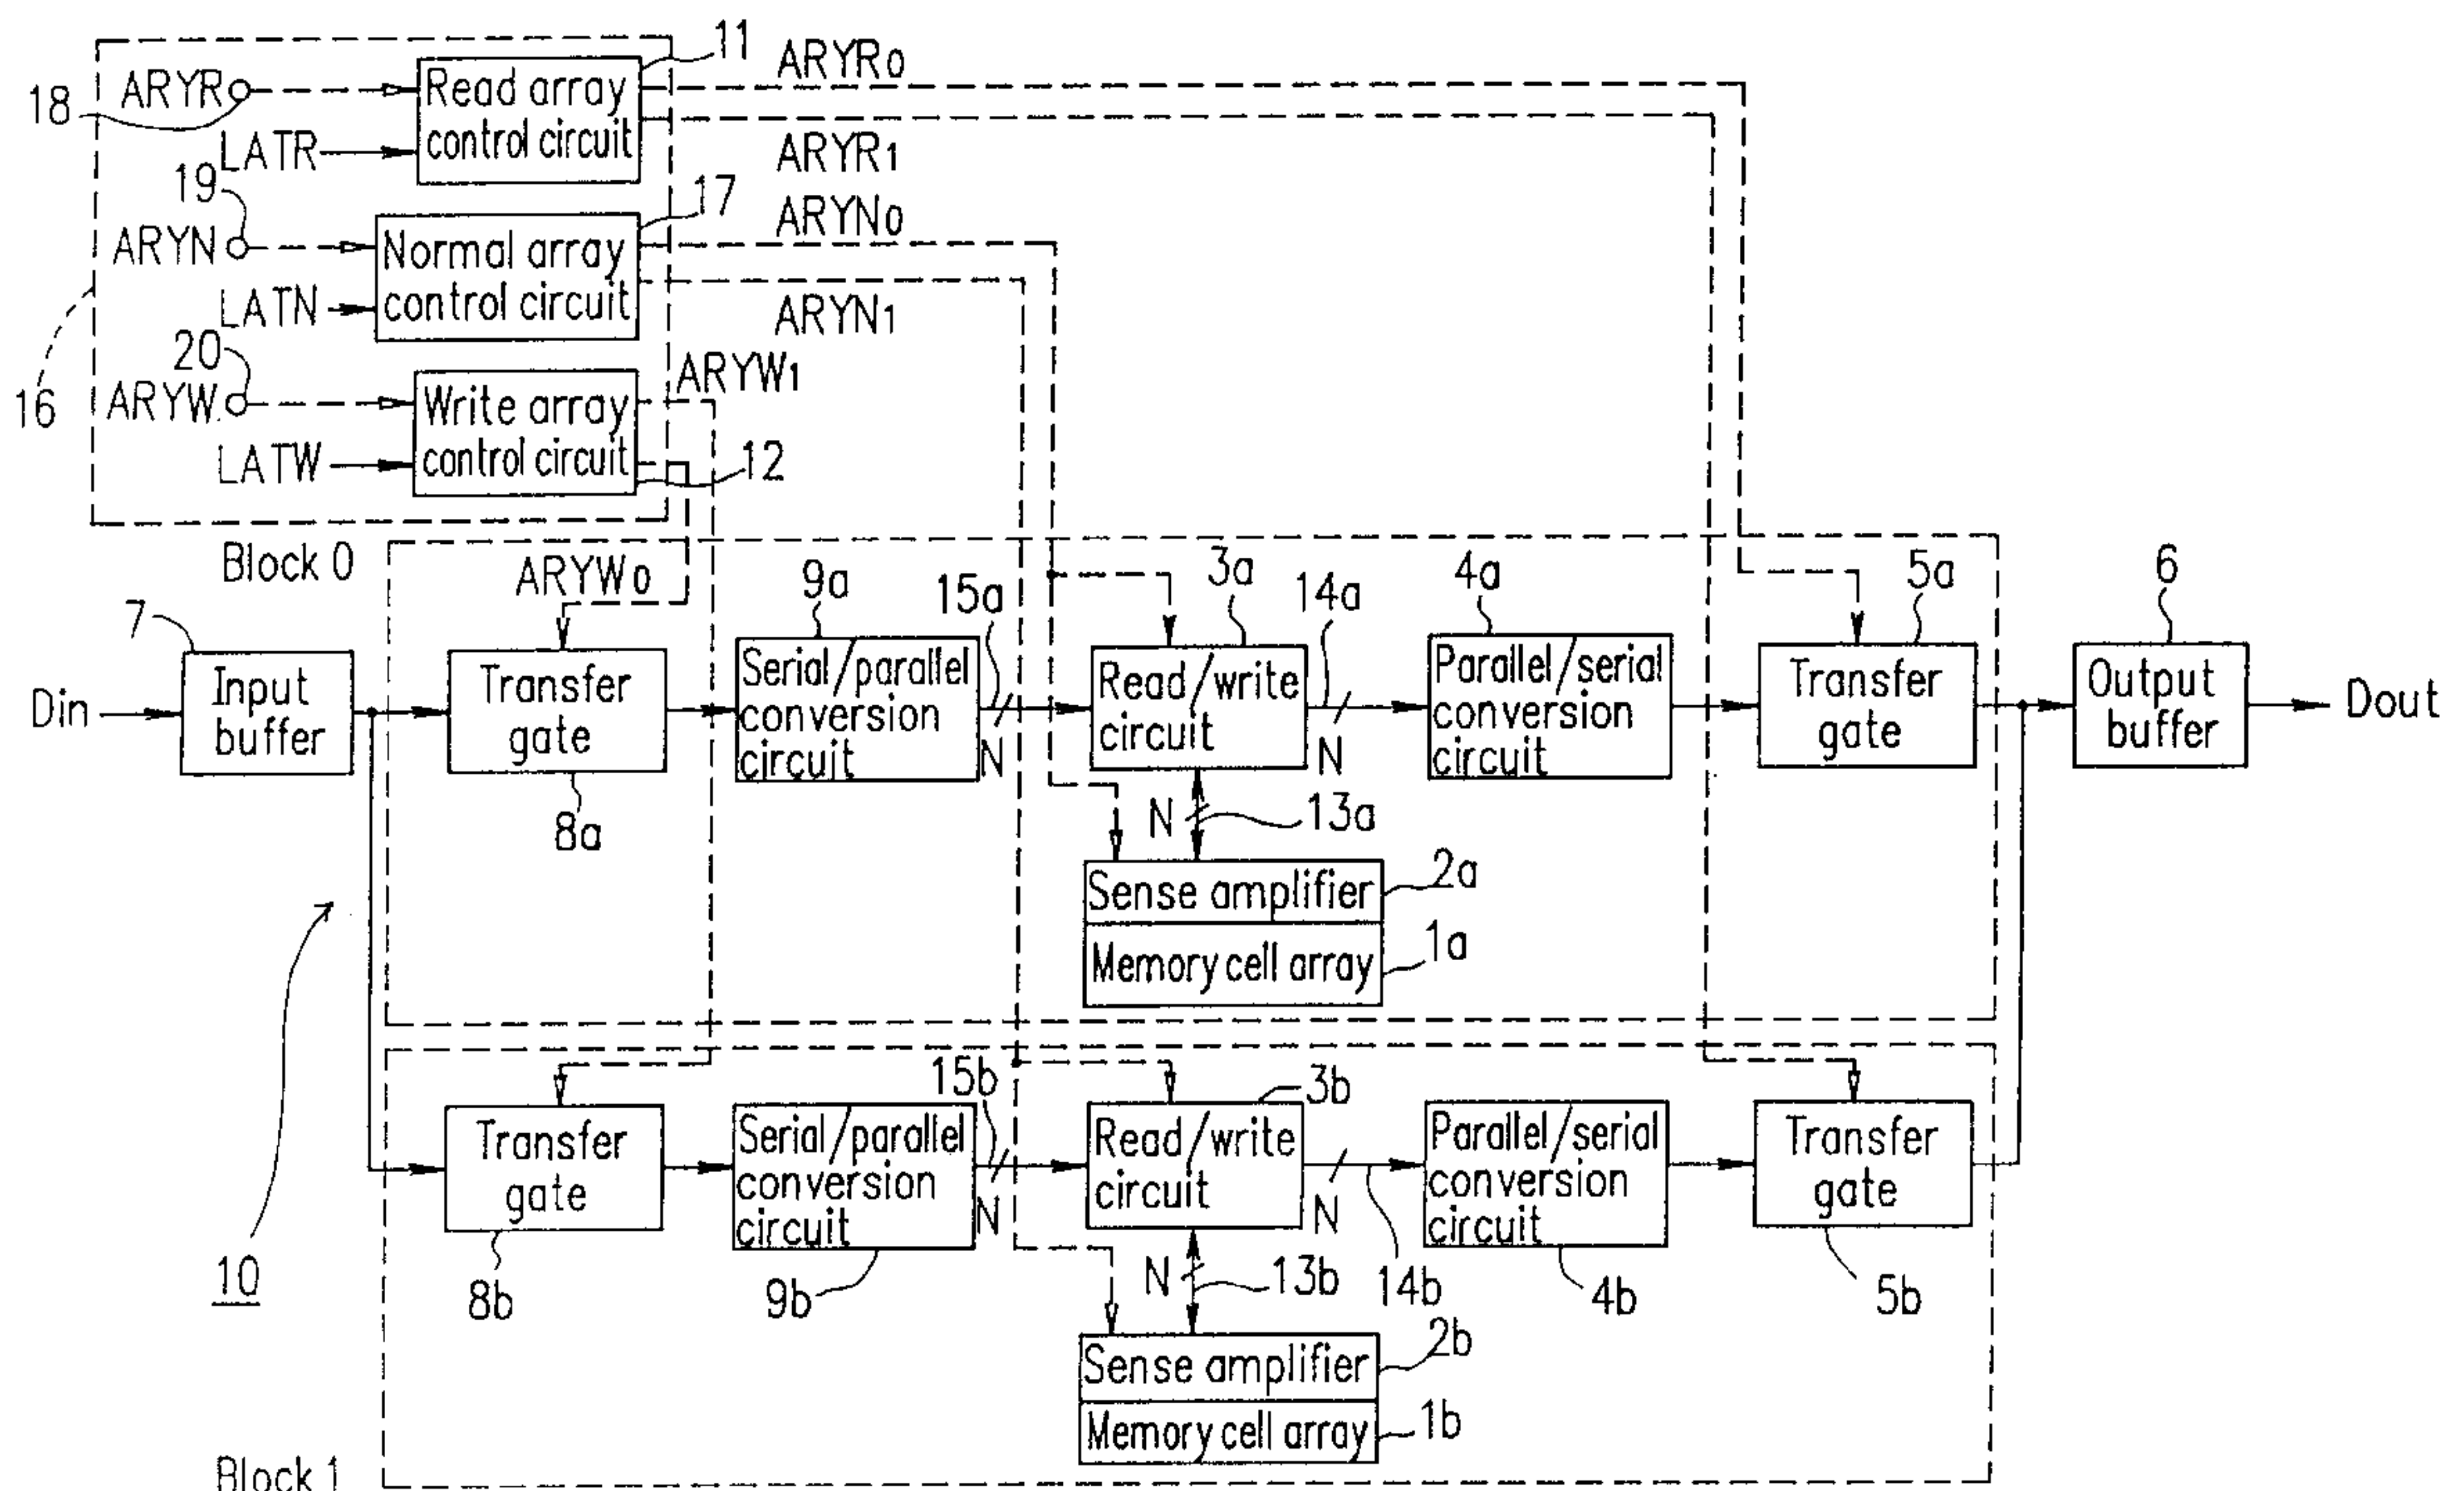 11
ARYR0
18
ARYR
Read array
control circuit
LATR
ARYR1
19
17
ARYN0
ARYN
Normal array
control circuit
LATN
ARYN1
20
ARYW1
16
ARYW
Write array
control circuit
LATW
12
Block 0
ARYW0
9a
15a
3a
14a
4a
5a
6
7
Din
Input
buffer
Transfer
gate
Serial/parallel
conversion
circuit
N
Read/write
circuit
N
Parallel/serial
conversion
circuit
Transfer
gate
Output
buffer
Dout
8a
N
13a
Sense amplifier
2a
Memory cell array
1a
10
15b
3b
Transfer
gate
Serial/parallel
conversion
circuit
N
Read/write
circuit
N
Parallel/serial
conversion
circuit
Transfer
gate
8b
9b
N
13b
14b
4b
5b
Sense amplifier
2b
Memory cell array
1b
Block 1